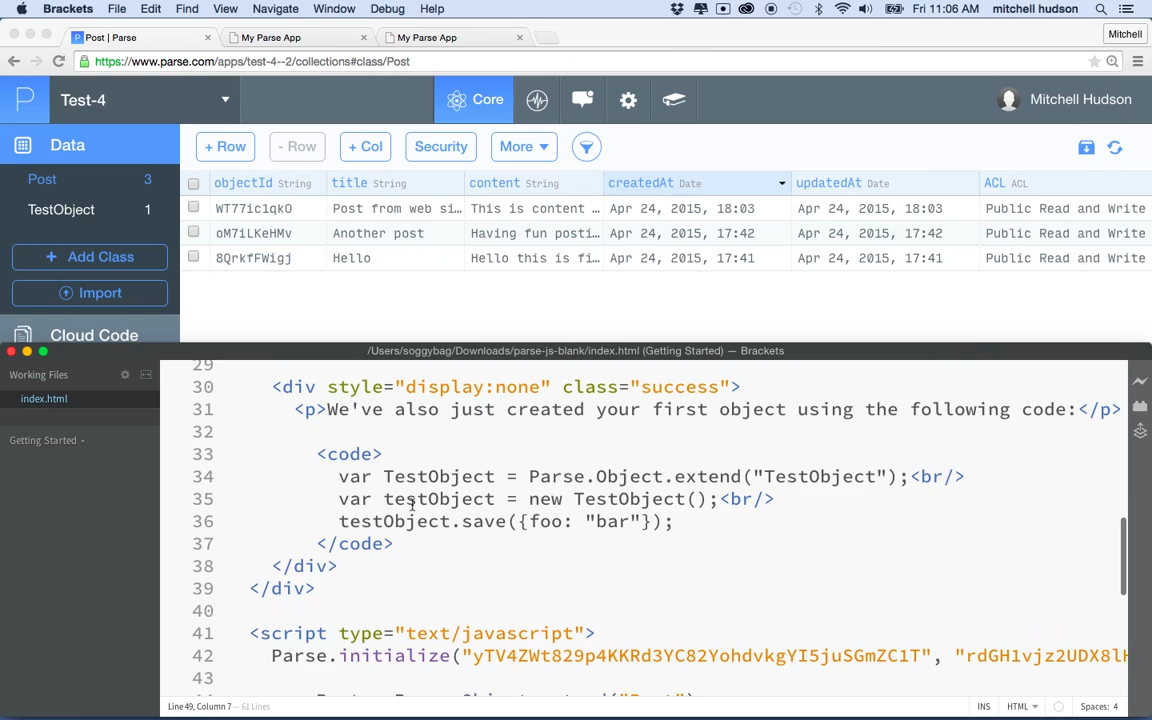 Brackets File Edit Find View Navigate Window Debug Help Fri 11:06 AM mitchell hudson
Post | Parse × My Parse App × My Parse App × Mitchell
https://www.parse.com/apps/test-4--2/collections#class/Post
P Test-4 Core Mitchell Hudson
Data + Row - Row + Col Security More
Post 3 objectId String title String content String createdAt Date updatedAt Date ACL ACL
TestObject 1 WT77ic1qkO Post from web si… This is content … Apr 24, 2015, 18:03 Apr 24, 2015, 18:03 Public Read and Write
oM7iLKeHMv Another post Having fun posti… Apr 24, 2015, 17:42 Apr 24, 2015, 17:42 Public Read and Write
+ Add Class 8QrkfFWigj Hello Hello this is fi… Apr 24, 2015, 17:41 Apr 24, 2015, 17:41 Public Read and Write
Import
Cloud Code
/Users/soggybag/Downloads/parse-js-blank/index.html (Getting Started) — Brackets
Working Files
index.html
Getting Started
29
30 <div style="display:none" class="success">
31 <p>We've also just created your first object using the following code:</p>
32
33 <code>
34 var TestObject = Parse.Object.extend("TestObject");<br/>
35 var testObject = new TestObject();<br/>
36 testObject.save({foo: "bar"});
37 </code>
38 </div>
39 </div>
40
41 <script type="text/javascript">
42 Parse.initialize("yTV4ZWt829p4KKRd3YC82YohdvkgYI5juSGmZC1T", "rdGH1vjz2UDX8lH
43
Line 49, Column 7 — 61 Lines INS HTML Spaces: 4